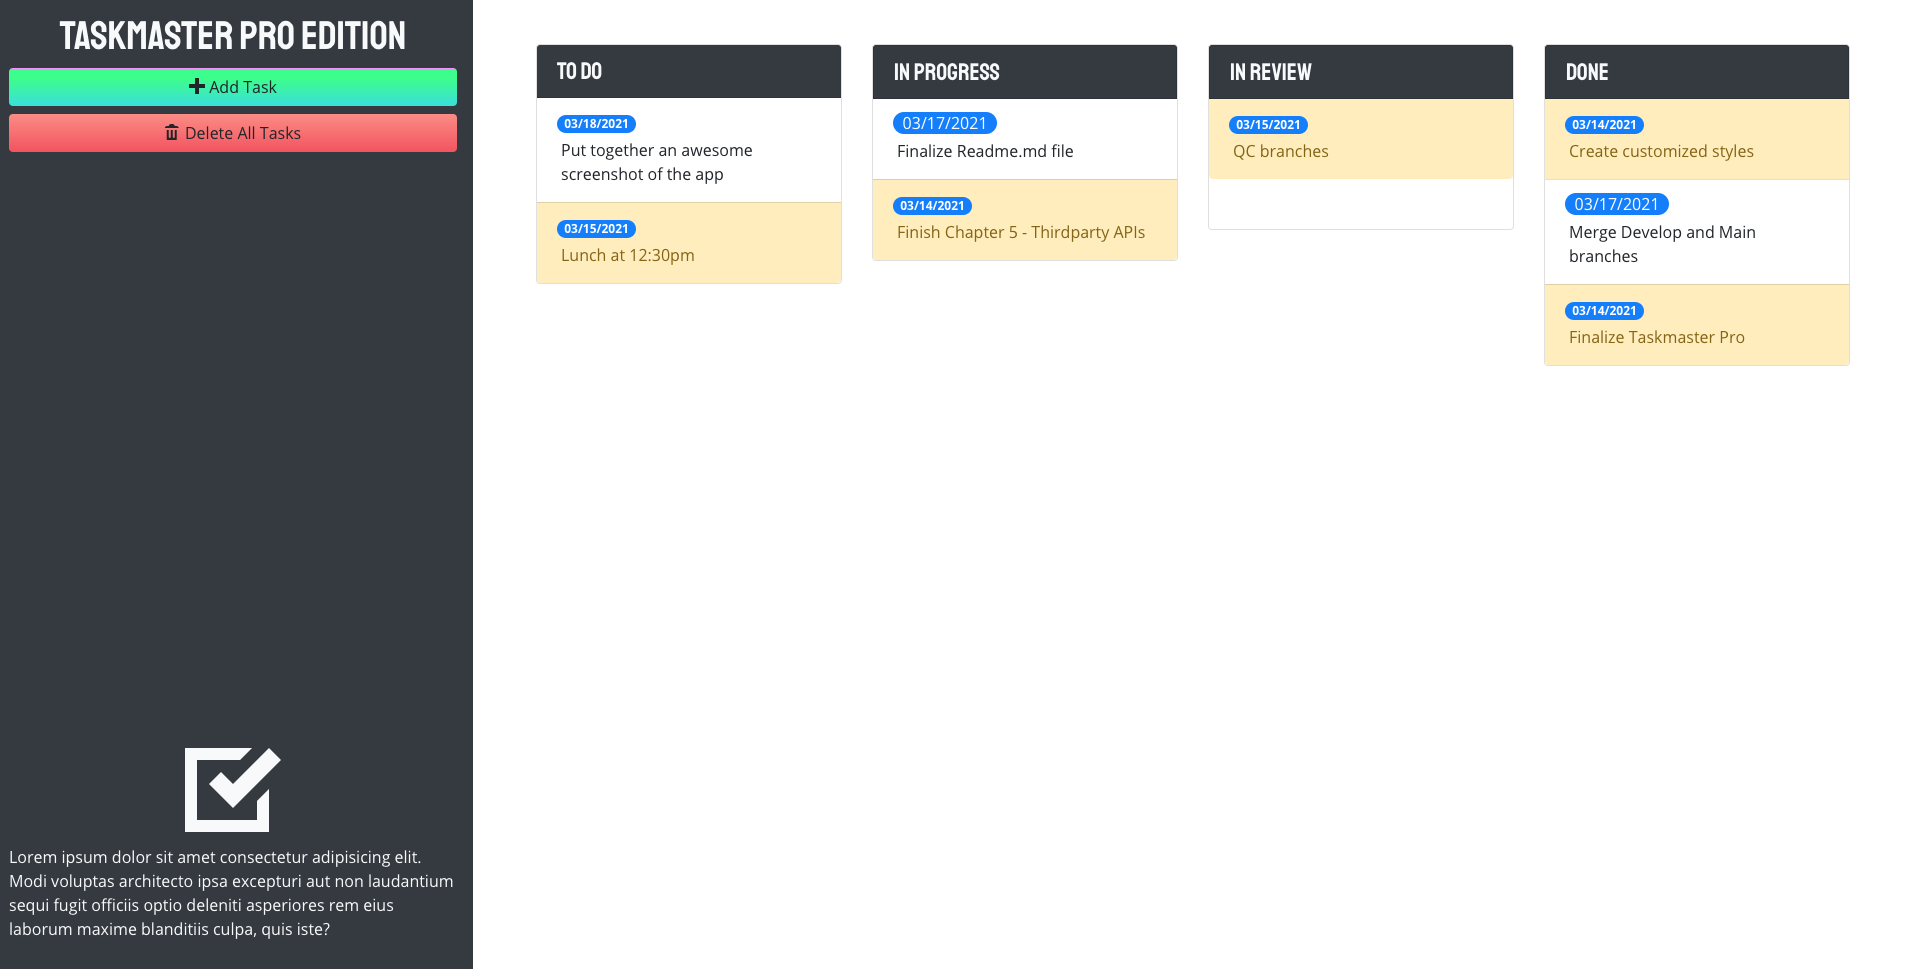 TASKMASTER PRO EDITION
Add Task
Delete All Tasks
Lorem ipsum dolor sit amet consectetur adipisicing elit.
Modi voluptas architecto ipsa excepturi aut non laudantium
sequi fugit officiis optio deleniti asperiores rem eius
laborum maxime blanditiis culpa, quis iste?
TO DO
03/18/2021
Put together an awesome
screenshot of the app
03/15/2021
Lunch at 12:30pm
IN PROGRESS
03/17/2021
Finalize Readme.md file
03/14/2021
Finish Chapter 5 - Thirdparty APIs
IN REVIEW
03/15/2021
QC branches
DONE
03/14/2021
Create customized styles
03/17/2021
Merge Develop and Main
branches
03/14/2021
Finalize Taskmaster Pro